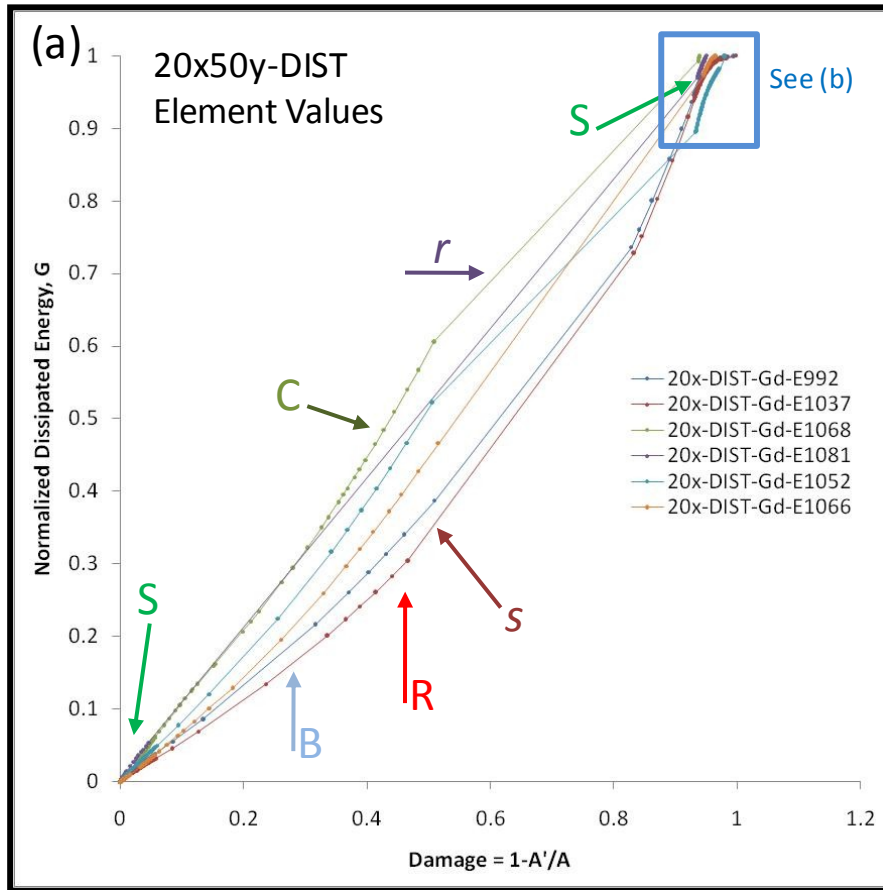 (a)
20x50y-DIST
Element Values
See (b)
S
r
C
S
s
R
B
20x-DIST-Gd-E992
20x-DIST-Gd-E1037
20x-DIST-Gd-E1068
20x-DIST-Gd-E1081
20x-DIST-Gd-E1052
20x-DIST-Gd-E1066
Normalized Dissipated Energy, G
1
0.9
0.8
0.7
0.6
0.5
0.4
0.3
0.2
0.1
0
0
0.2
0.4
0.6
0.8
1
1.2
Damage = 1-A'/A